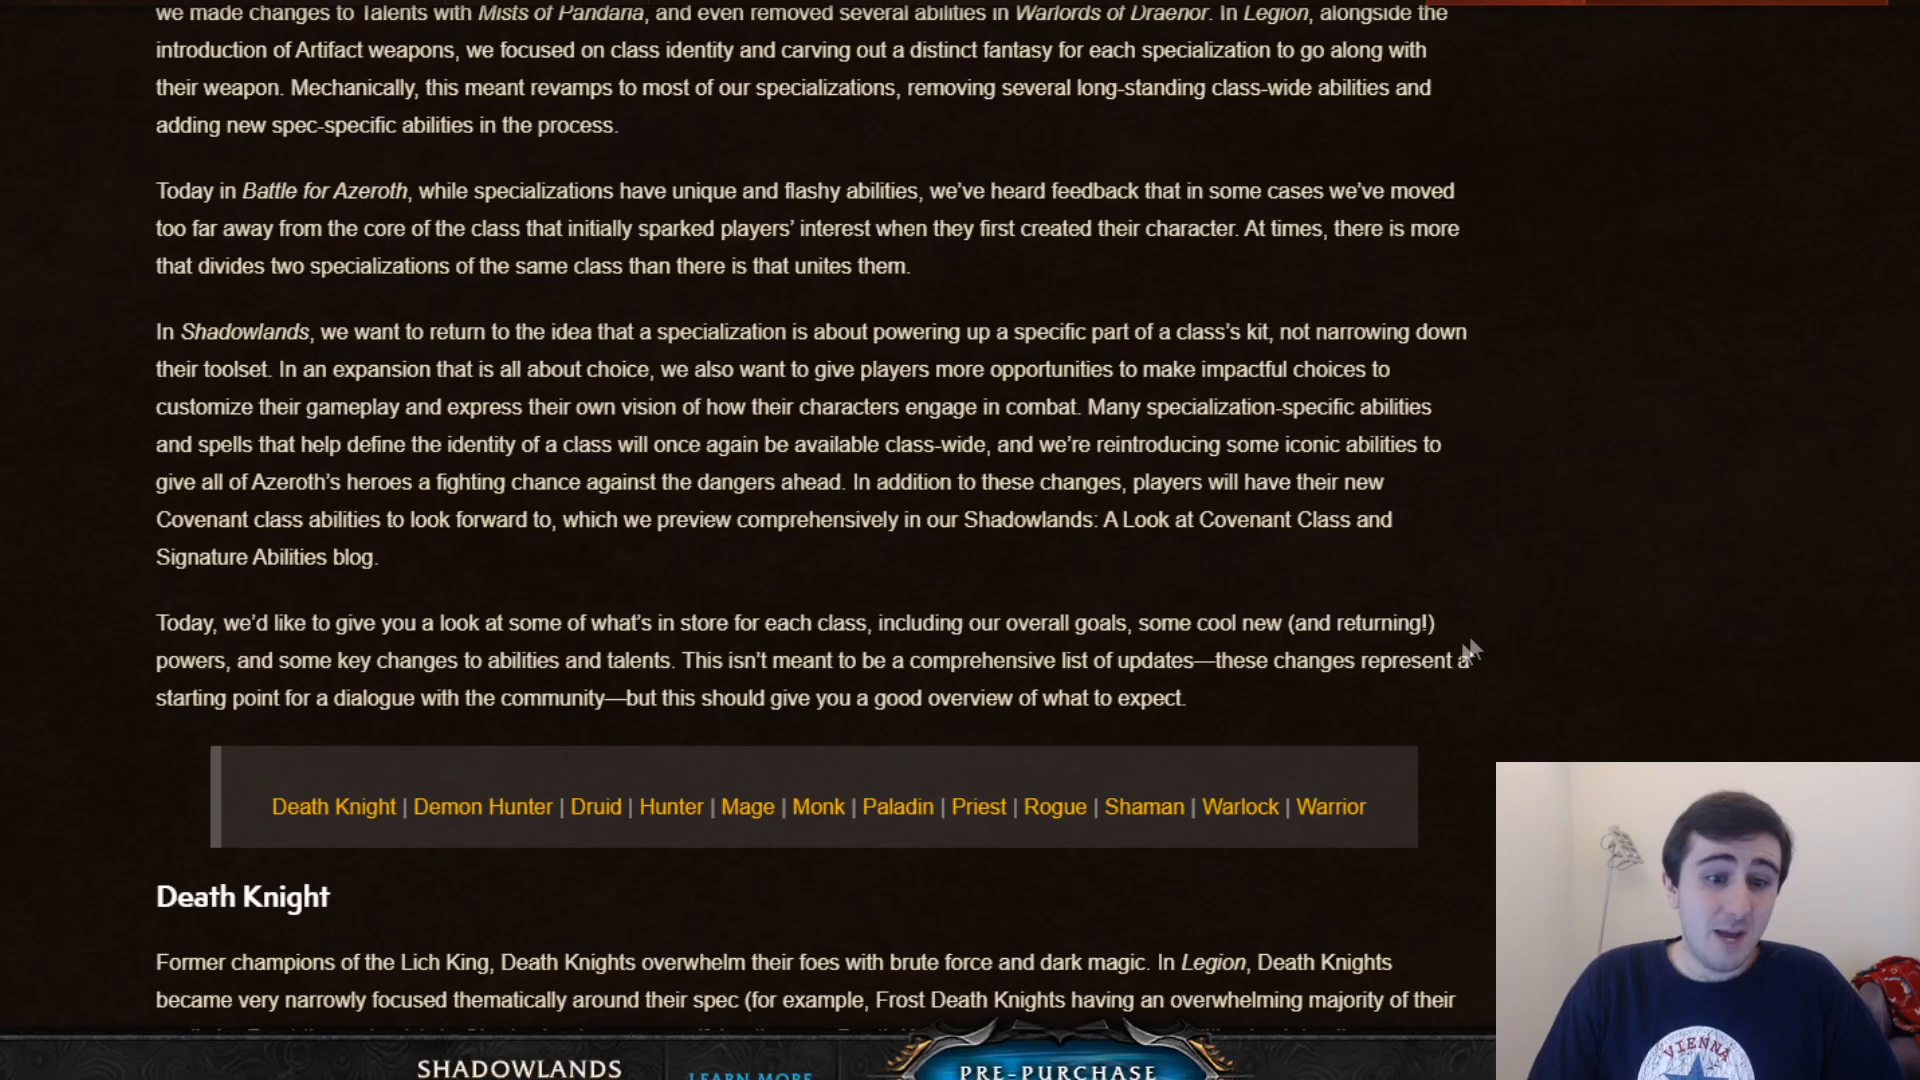 we made changes to Talents with Mists of Pandaria, and even removed several abilities in Warlords of Draenor. In Legion, alongside the
introduction of Artifact weapons, we focused on class identity and carving out a distinct fantasy for each specialization to go along with
their weapon. Mechanically, this meant revamps to most of our specializations, removing several long-standing class-wide abilities and
adding new spec-specific abilities in the process.
Today in Battle for Azeroth, while specializations have unique and flashy abilities, we’ve heard feedback that in some cases we’ve moved
too far away from the core of the class that initially sparked players’ interest when they first created their character. At times, there is more
that divides two specializations of the same class than there is that unites them.
In Shadowlands, we want to return to the idea that a specialization is about powering up a specific part of a class’s kit, not narrowing down
their toolset. In an expansion that is all about choice, we also want to give players more opportunities to make impactful choices to
customize their gameplay and express their own vision of how their characters engage in combat. Many specialization-specific abilities
and spells that help define the identity of a class will once again be available class-wide, and we’re reintroducing some iconic abilities to
give all of Azeroth’s heroes a fighting chance against the dangers ahead. In addition to these changes, players will have their new
Covenant class abilities to look forward to, which we preview comprehensively in our Shadowlands: A Look at Covenant Class and
Signature Abilities blog.
Today, we’d like to give you a look at some of what’s in store for each class, including our overall goals, some cool new (and returning!)
powers, and some key changes to abilities and talents. This isn’t meant to be a comprehensive list of updates—these changes represent a
starting point for a dialogue with the community—but this should give you a good overview of what to expect.
Death Knight | Demon Hunter | Druid | Hunter | Mage | Monk | Paladin | Priest | Rogue | Shaman | Warlock | Warrior
Death Knight
Former champions of the Lich King, Death Knights overwhelm their foes with brute force and dark magic. In Legion, Death Knights
became very narrowly focused thematically around their spec (for example, Frost Death Knights having an overwhelming majority of their
SHADOWLANDS
LEARN MORE
PRE-PURCHASE
VIENNA